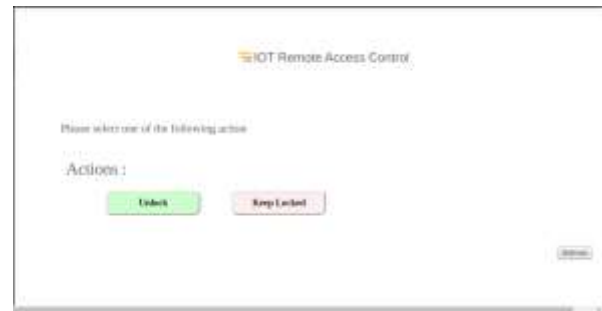 IOT Remote Access Control
Please select one of the following action
Actions :
Unlock
Keep Locked